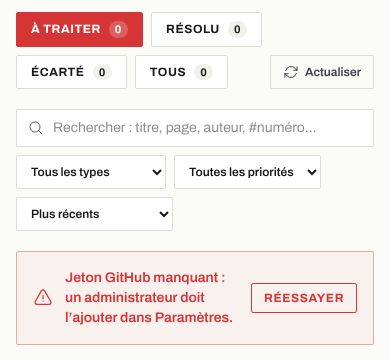 À TRAITER 0 RÉSOLU 0
ÉCARTÉ 0 TOUS 0 Actualiser
Rechercher : titre, page, auteur, #numéro…
Tous les types Toutes les priorités
Plus récents
Jeton GitHub manquant :
un administrateur doit
l’ajouter dans Paramètres.
RÉESSAYER